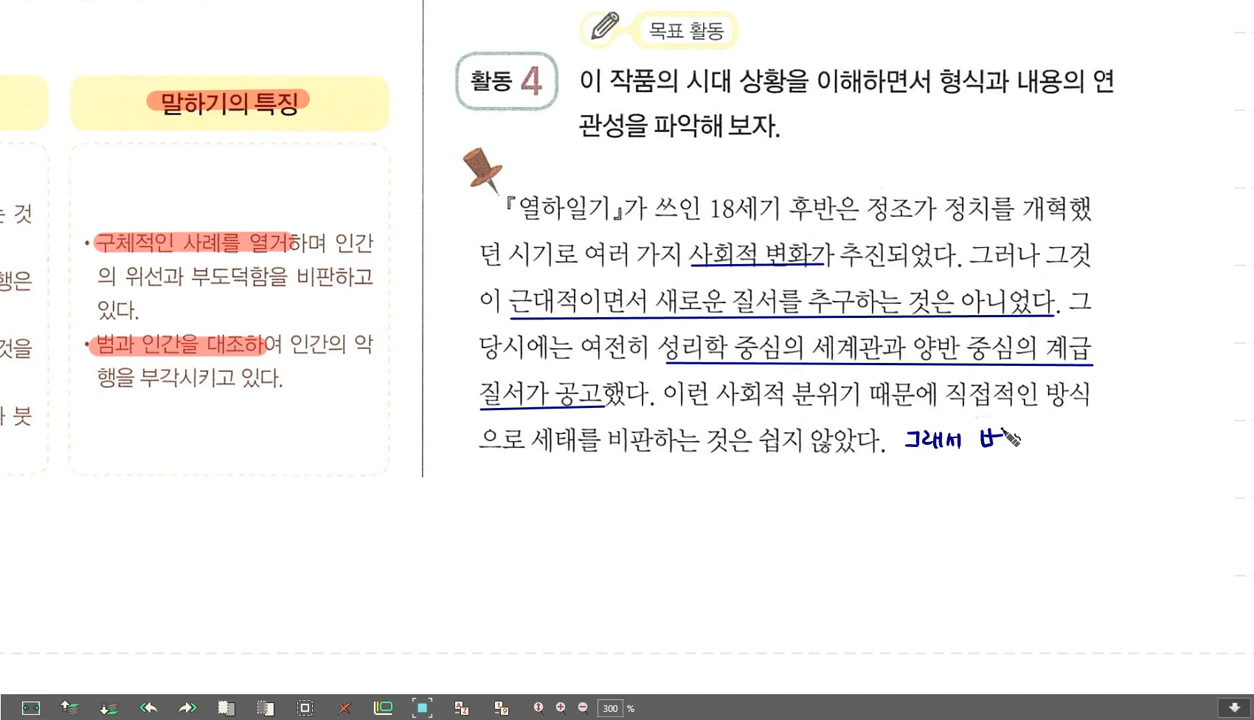 말하기의 특징
는 것
• 구체적인 사례를 열거하며 인간
의 위선과 부도덕함을 비판하고
있다.
행은
• 범과 인간을 대조하여 인간의 악
행을 부각시키고 있다.
것을
붓
목표 활동
활동 4
이 작품의 시대 상황을 이해하면서 형식과 내용의 연
관성을 파악해 보자.
『열하일기』가 쓰인 18세기 후반은 정조가 정치를 개혁했
던 시기로 여러 가지 사회적 변화가 추진되었다. 그러나 그것
이 근대적이면서 새로운 질서를 추구하는 것은 아니었다. 그
당시에는 여전히 성리학 중심의 세계관과 양반 중심의 계급
질서가 공고했다. 이런 사회적 분위기 때문에 직접적인 방식
으로 세태를 비판하는 것은 쉽지 않았다. 그래서
300 %